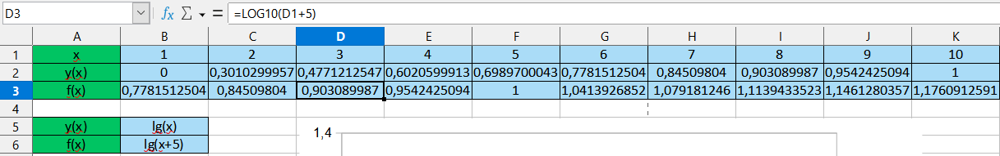 D3 fx Σ = =LOG10(D1+5)
A B C D E F G H I J K
1 x 1 2 3 4 5 6 7 8 9 10
2 y(x) 0 0,3010299957 0,4771212547 0,6020599913 0,6989700043 0,7781512504 0,84509804 0,903089987 0,9542425094 1
3 f(x) 0,7781512504 0,84509804 0,903089987 0,9542425094 1 1,0413926852 1,079181246 1,1139433523 1,1461280357 1,1760912591
4
5 y(x) lg(x)
6 f(x) lg(x+5)
1,4